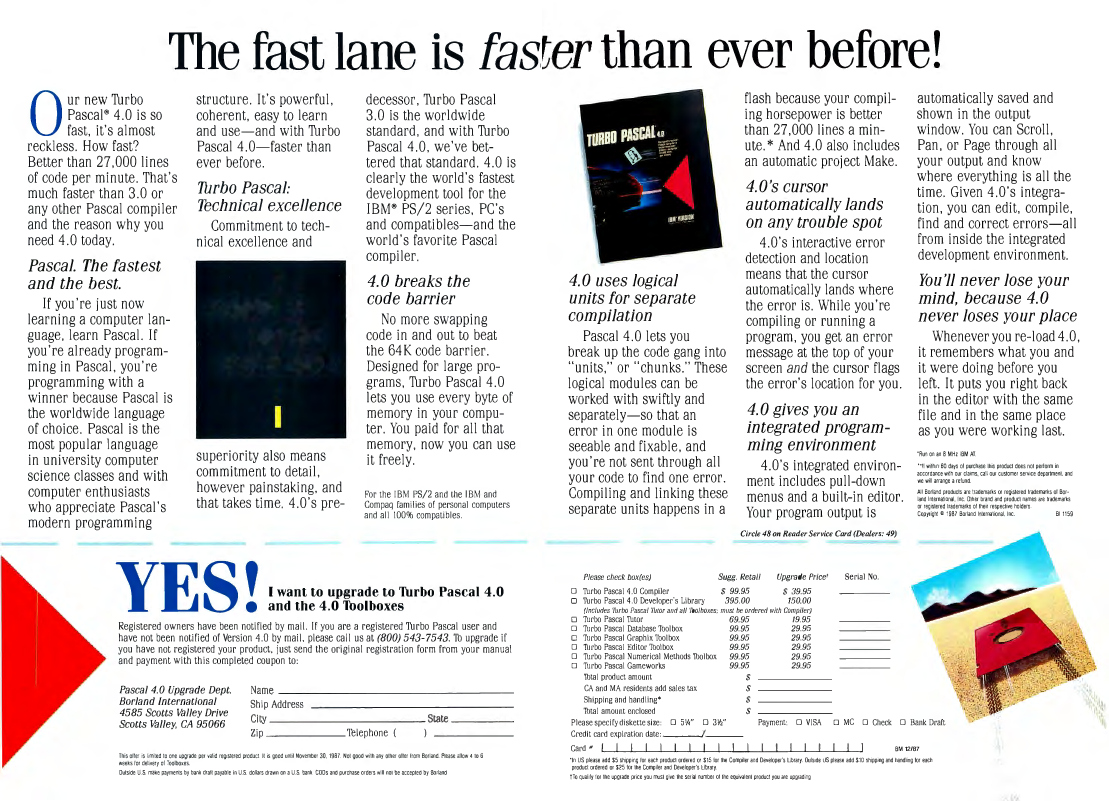 The fast lane is faster than ever before!
Our new Turbo
Pascal® 4.0 is so
fast, it's almost
reckless. How fast?
Better than 27,000 lines
of code per minute. That's
much faster than 3.0 or
any other Pascal compiler
and the reason why you
need 4.0 today.
Pascal. The fastest
and the best.
If you're just now
learning a computer lan-
guage, learn Pascal. If
you're already program-
ming in Pascal, you're
programming with a
winner because Pascal is
the worldwide language
of choice. Pascal is the
most popular language
in university computer
science classes and with
computer enthusiasts
who appreciate Pascal's
modern programming
structure. It's powerful,
coherent, easy to learn
and use—and with Turbo
Pascal 4.0—faster than
ever before.
Turbo Pascal:
Technical excellence
Commitment to tech-
nical excellence and
superiority also means
commitment to detail,
however painstaking, and
that takes time. 4.0's pre-
decessor, Turbo Pascal
3.0 is the worldwide
standard, and with Turbo
Pascal 4.0, we've bet-
tered that standard. 4.0 is
clearly the world's fastest
development tool for the
IBM® PS/2 series, PC's
and compatibles—and the
world's favorite Pascal
compiler.
4.0 breaks the
code barrier
No more swapping
code in and out to beat
the 64K code barrier.
Designed for large pro-
grams, Turbo Pascal 4.0
lets you use every byte of
memory in your compu-
ter. You paid for all that
memory, now you can use
it freely.
For the IBM PS/2 and the IBM and
Compaq families of personal computers
and all 100% compatibles.
TURBO PASCAL 4.0
IBM VERSION
4.0 uses logical
units for separate
compilation
Pascal 4.0 lets you
break up the code gang into
"units," or "chunks." These
logical modules can be
worked with swiftly and
separately—so that an
error in one module is
seeable and fixable, and
you're not sent through all
your code to find one error.
Compiling and linking these
separate units happens in a
flash because your compil-
ing horsepower is better
than 27,000 lines a min-
ute.* And 4.0 also includes
an automatic project Make.
4.0's cursor
automatically lands
on any trouble spot
4.0's interactive error
detection and location
means that the cursor
automatically lands where
the error is. While you're
compiling or running a
program, you get an error
message at the top of your
screen and the cursor flags
the error's location for you.
4.0 gives you an
integrated program-
ming environment
4.0's integrated environ-
ment includes pull-down
menus and a built-in editor.
Your program output is
automatically saved and
shown in the output
window. You can Scroll,
Pan, or Page through all
your output and know
where everything is all the
time. Given 4.0's integra-
tion, you can edit, compile,
find and correct errors—all
from inside the integrated
development environment.
You'll never lose your
mind, because 4.0
never loses your place
Whenever you re-load 4.0,
it remembers what you and
it were doing before you
left. It puts you right back
in the editor with the same
file and in the same place
as you were working last.
*Run on an 8 MHz IBM AT.
**If within 60 days of purchase this product does not perform in
accordance with our claims, call our customer service department, and
we will arrange a refund.
All Borland products are trademarks or registered trademarks of Bor-
land International, Inc. Other brand and product names are trademarks
or registered trademarks of their respective holders.
Copyright © 1987 Borland International, Inc. BI 1159
Circle 48 on Reader Service Card (Dealers: 49)
YES! I want to upgrade to Turbo Pascal 4.0
and the 4.0 Toolboxes
Registered owners have been notified by mail. If you are a registered Turbo Pascal user and
have not been notified of Version 4.0 by mail, please call us at (800) 543-7543. To upgrade if
you have not registered your product, just send the original registration form from your manual
and payment with this completed coupon to:
Pascal 4.0 Upgrade Dept.
Borland International
4585 Scotts Valley Drive
Scotts Valley, CA 95066
Name
Ship Address
City State
Zip Telephone ( )
This offer is limited to one upgrade per valid registered product. It is good until November 30, 1987. Not good with any other offer from Borland. Please allow 4 to 6
weeks for delivery of Toolboxes.
Outside U.S. make payments by bank draft payable in U.S. dollars drawn on a U.S. bank. CODs and purchase orders will not be accepted by Borland
Please check box(es) Sugg. Retail Upgrade Price† Serial No.
□ Turbo Pascal 4.0 Compiler $ 99.95 $ 39.95
□ Turbo Pascal 4.0 Developer's Library 395.00 150.00
(Includes Turbo Pascal Tutor and all Toolboxes; must be ordered with Compiler)
□ Turbo Pascal Tutor 69.95 19.95
□ Turbo Pascal Database Toolbox 99.95 29.95
□ Turbo Pascal Graphix Toolbox 99.95 29.95
□ Turbo Pascal Editor Toolbox 99.95 29.95
□ Turbo Pascal Numerical Methods Toolbox 99.95 29.95
□ Turbo Pascal Gameworks 99.95 29.95
Total product amount $
CA and MA residents add sales tax $
Shipping and handling* $
Total amount enclosed $
Please specify diskette size: □ 5¼" □ 3½" Payment: □ VISA □ MC □ Check □ Bank Draft
Credit card expiration date: /
Card # BM 12/87
*In US please add $5 shipping for each product ordered or $15 for the Compiler and Developer's Library. Outside US please add $10 shipping and handling for each
product ordered or $25 for the Compiler and Developer's Library.
†To qualify for the upgrade price you must give the serial number of the equivalent product you are upgrading